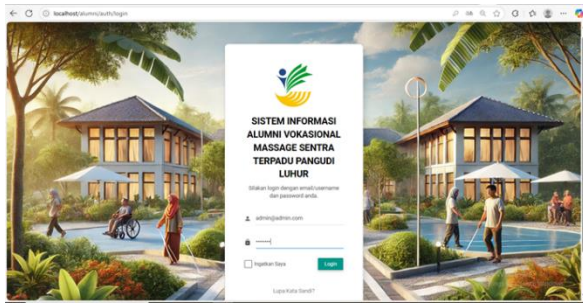 localhost/alumni/auth/login
SISTEM INFORMASI
ALUMNI VOKASIONAL
MASSAGE SENTRA
TERPADU PANGUDI
LUHUR
Silakan login dengan email/username
dan password anda.
admin@admin.com
Ingatkan Saya
Login
Lupa Kata Sandi?